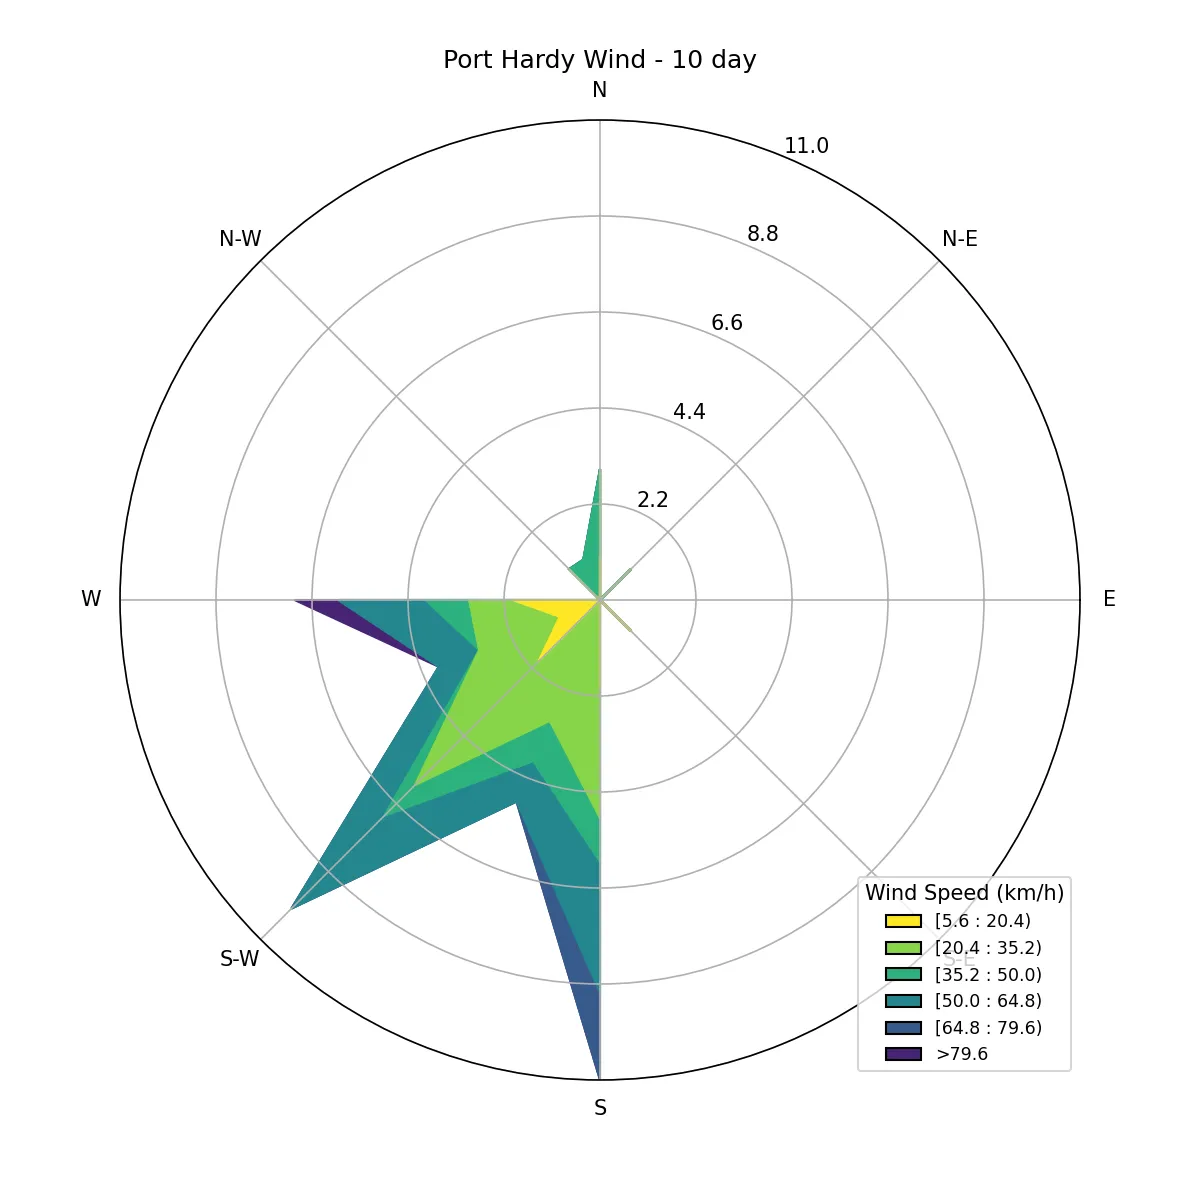 Port Hardy Wind - 10 day
N
11.0
N-W
8.8
N-E
6.6
4.4
2.2
W
E
Wind Speed (km/h)
[5.6 : 20.4)
[20.4 : 35.2)
S-W
S-E
[35.2 : 50.0)
[50.0 : 64.8)
[64.8 : 79.6)
>79.6
S